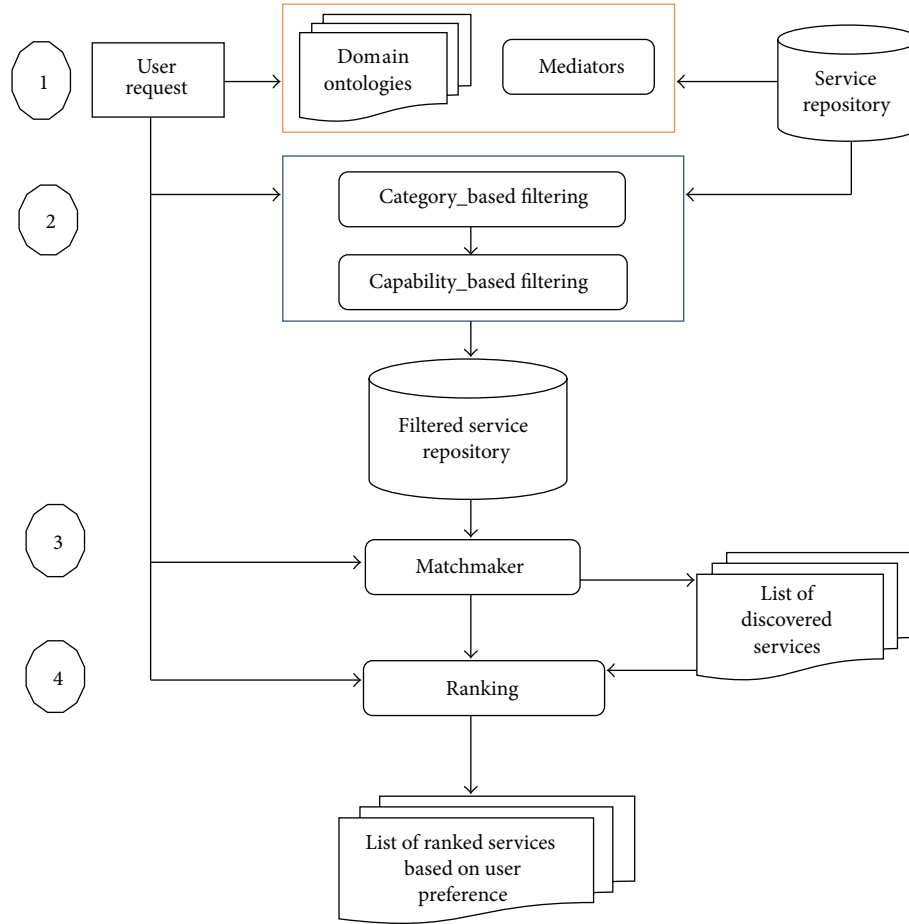 1
User
request
Domain
ontologies
Mediators
Service
repository
2
Category_based filtering
Capability_based filtering
Filtered service
repository
3
Matchmaker
List of
discovered
services
4
Ranking
List of ranked services
based on user
preference